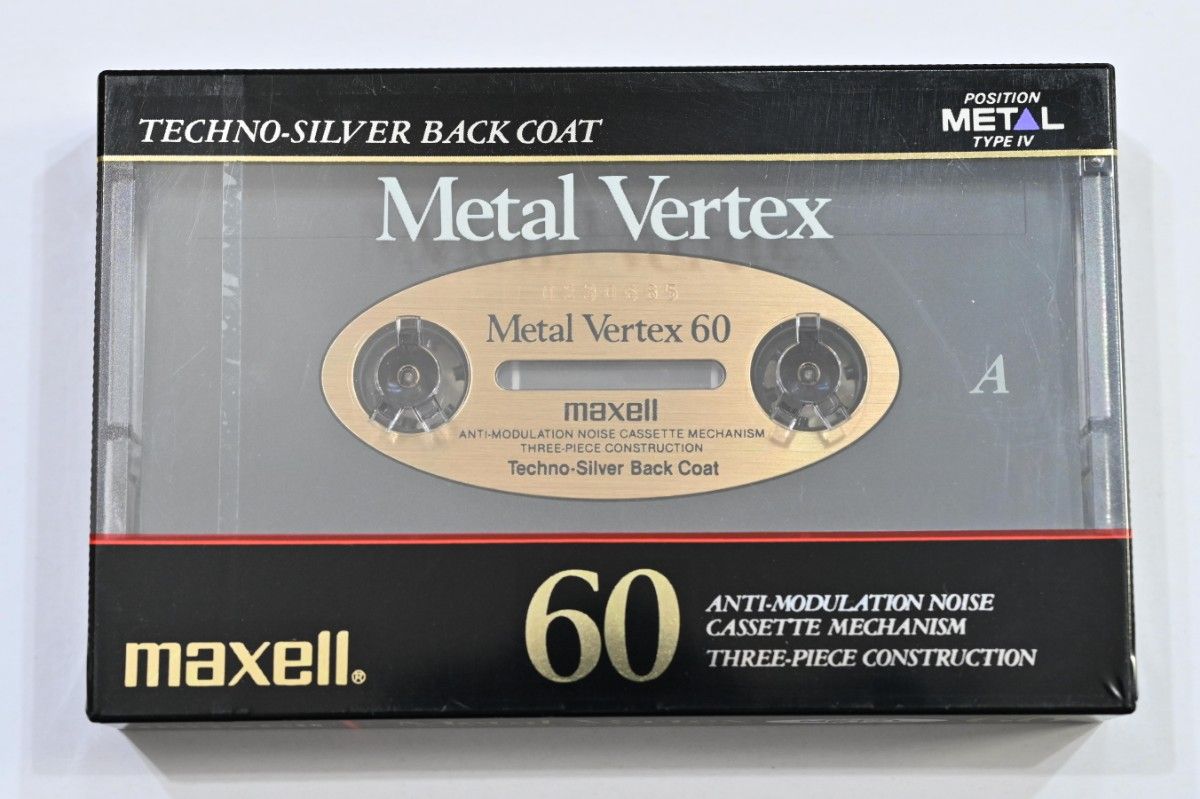 TECHNO-SILVER BACK COAT
POSITION
METAL
TYPE IV
Metal Vertex
Metal Vertex 60
A
maxell
ANTI-MODULATION NOISE CASSETTE MECHANISM
THREE-PIECE CONSTRUCTION
Techno-Silver Back Coat
maxell®
60
ANTI-MODULATION NOISE
CASSETTE MECHANISM
THREE-PIECE CONSTRUCTION